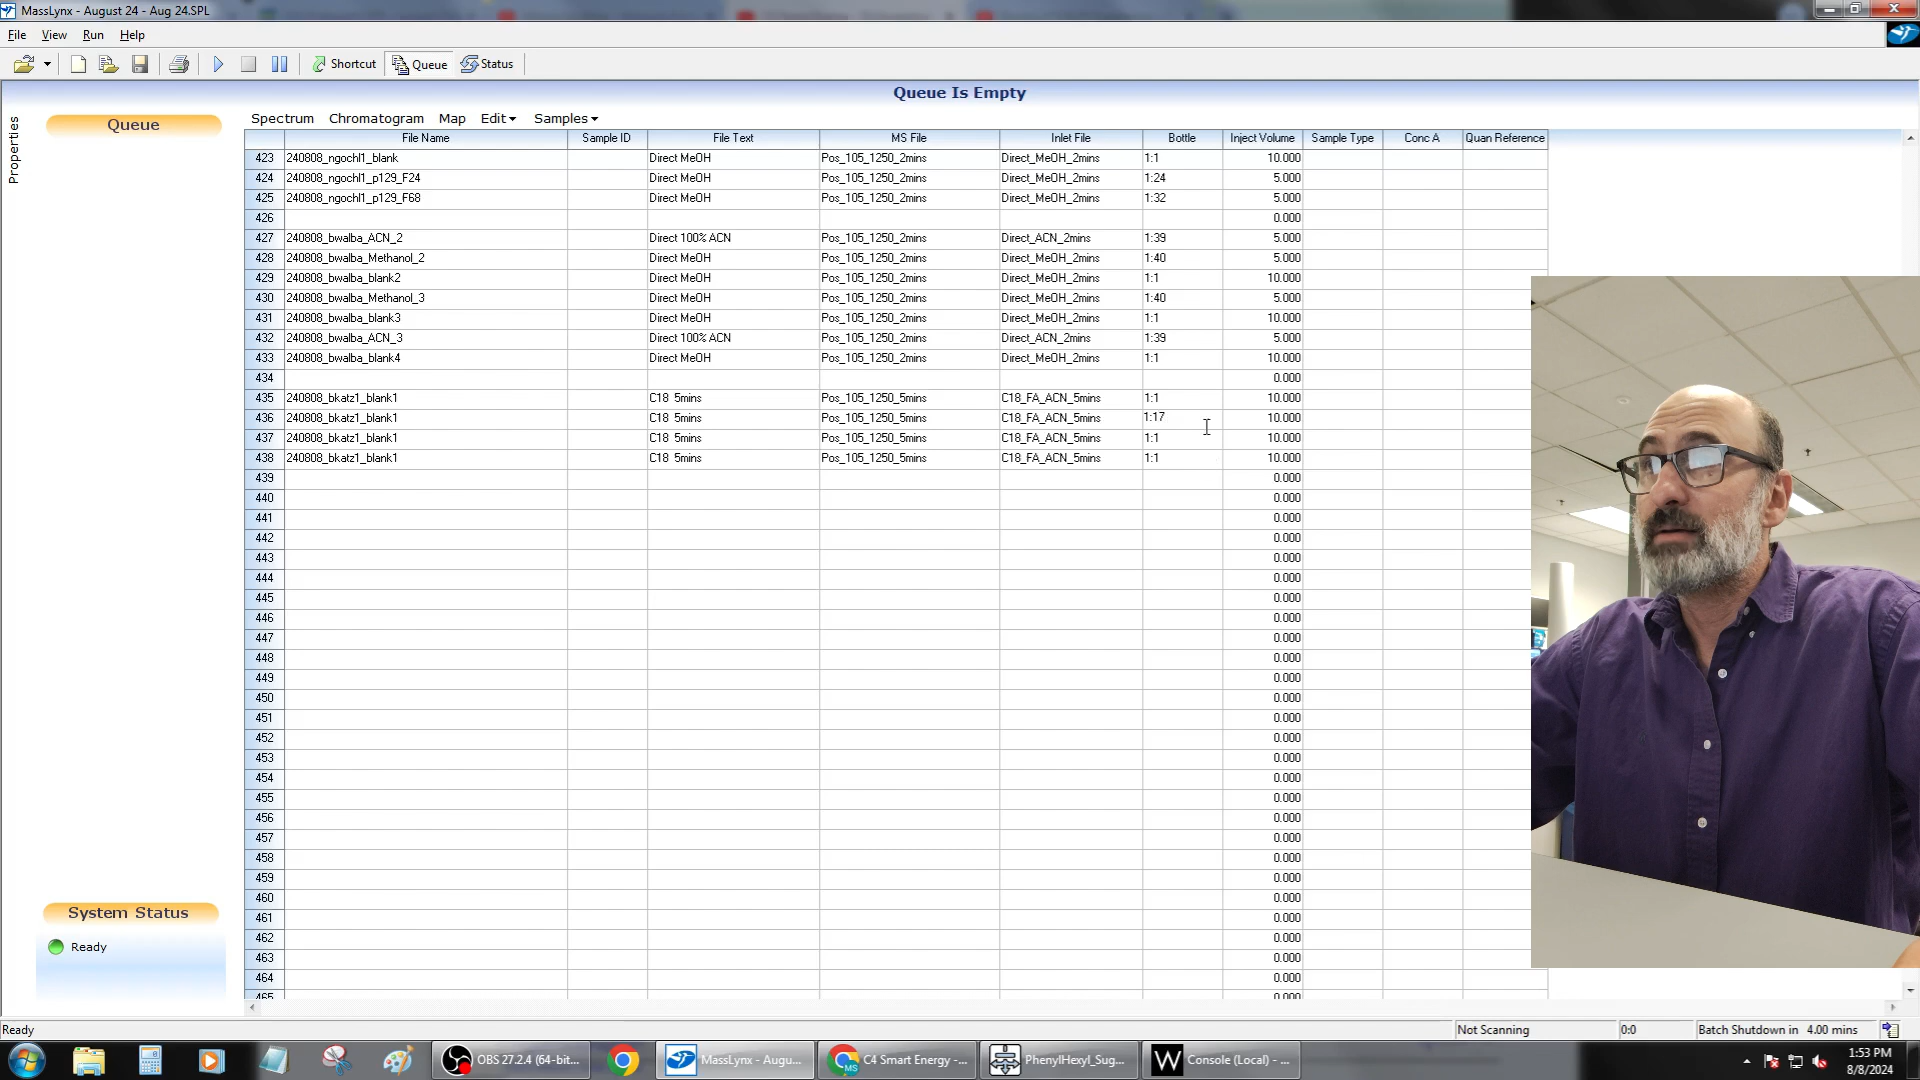 MassLynx - August 24 - Aug 24.SPL
File View Run Help
Shortcut Queue Status
Queue Is Empty
Properties
Queue
Spectrum Chromatogram Map Edit Samples
File Name Sample ID File Text MS File Inlet File Bottle Inject Volume Sample Type Conc A Quan Reference
423 240808_ngochl1_blank Direct MeOH Pos_105_1250_2mins Direct_MeOH_2mins 1:1 10.000
424 240808_ngochl1_p129_F24 Direct MeOH Pos_105_1250_2mins Direct_MeOH_2mins 1:24 5.000
425 240808_ngochl1_p129_F68 Direct MeOH Pos_105_1250_2mins Direct_MeOH_2mins 1:32 5.000
426 0.000
427 240808_bwalba_ACN_2 Direct 100% ACN Pos_105_1250_2mins Direct_ACN_2mins 1:39 5.000
428 240808_bwalba_Methanol_2 Direct MeOH Pos_105_1250_2mins Direct_MeOH_2mins 1:40 5.000
429 240808_bwalba_blank2 Direct MeOH Pos_105_1250_2mins Direct_MeOH_2mins 1:1 10.000
430 240808_bwalba_Methanol_3 Direct MeOH Pos_105_1250_2mins Direct_MeOH_2mins 1:40 5.000
431 240808_bwalba_blank3 Direct MeOH Pos_105_1250_2mins Direct_MeOH_2mins 1:1 10.000
432 240808_bwalba_ACN_3 Direct 100% ACN Pos_105_1250_2mins Direct_ACN_2mins 1:39 5.000
433 240808_bwalba_blank4 Direct MeOH Pos_105_1250_2mins Direct_MeOH_2mins 1:1 10.000
434 0.000
435 240808_bkatz1_blank1 C18 5mins Pos_105_1250_5mins C18_FA_ACN_5mins 1:1 10.000
436 240808_bkatz1_blank1 C18 5mins Pos_105_1250_5mins C18_FA_ACN_5mins 1:17 10.000
437 240808_bkatz1_blank1 C18 5mins Pos_105_1250_5mins C18_FA_ACN_5mins 1:1 10.000
438 240808_bkatz1_blank1 C18 5mins Pos_105_1250_5mins C18_FA_ACN_5mins 1:1 10.000
439 0.000
440 0.000
441 0.000
442 0.000
443 0.000
444 0.000
445 0.000
446 0.000
447 0.000
448 0.000
449 0.000
450 0.000
451 0.000
452 0.000
453 0.000
454 0.000
455 0.000
456 0.000
457 0.000
458 0.000
459 0.000
460 0.000
461 0.000
462 0.000
463 0.000
464 0.000
465 0.000
System Status
Ready
Ready Not Scanning 0:0 Batch Shutdown in 4.00 mins
OBS 27.2.4 (64-bit... MassLynx - Augu... MS C4 Smart Energy -... PhenylHexyl_Sug... W Console (Local) - ...
1:53 PM
8/8/2024